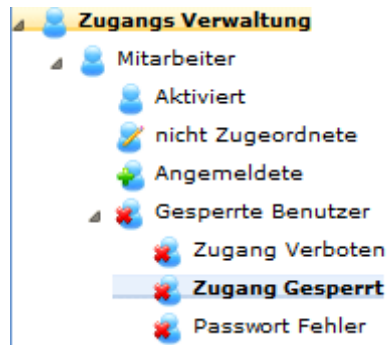 Zugangs Verwaltung
Mitarbeiter
Aktiviert
nicht Zugeordnete
Angemeldete
Gesperrte Benutzer
Zugang Verboten
Zugang Gesperrt
Passwort Fehler